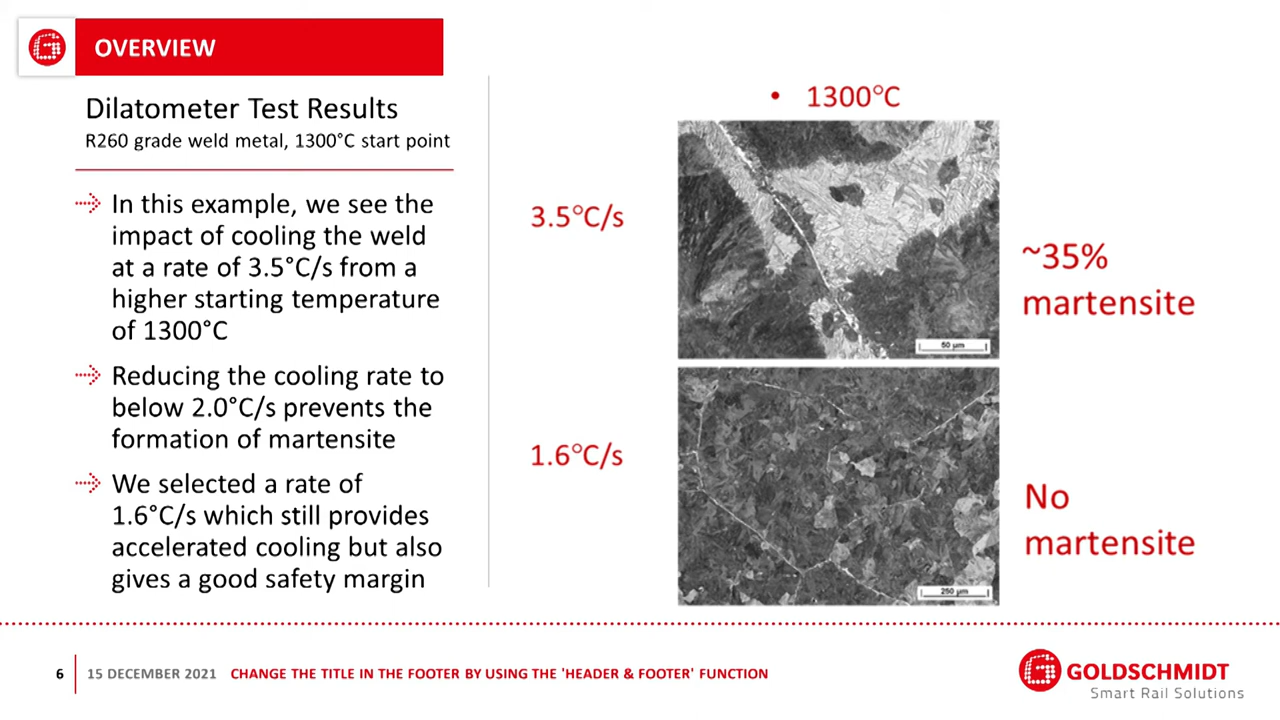 OVERVIEW
Dilatometer Test Results
R260 grade weld metal, 1300°C start point
In this example, we see the
impact of cooling the weld
at a rate of 3.5°C/s from a
higher starting temperature
of 1300°C
Reducing the cooling rate to
below 2.0°C/s prevents the
formation of martensite
We selected a rate of
1.6°C/s which still provides
accelerated cooling but also
gives a good safety margin
• 1300°C
3.5°C/s
50 µm
~35%
martensite
1.6°C/s
250 µm
No
martensite
6
15 DECEMBER 2021
CHANGE THE TITLE IN THE FOOTER BY USING THE 'HEADER & FOOTER' FUNCTION
GOLDSCHMIDT
Smart Rail Solutions